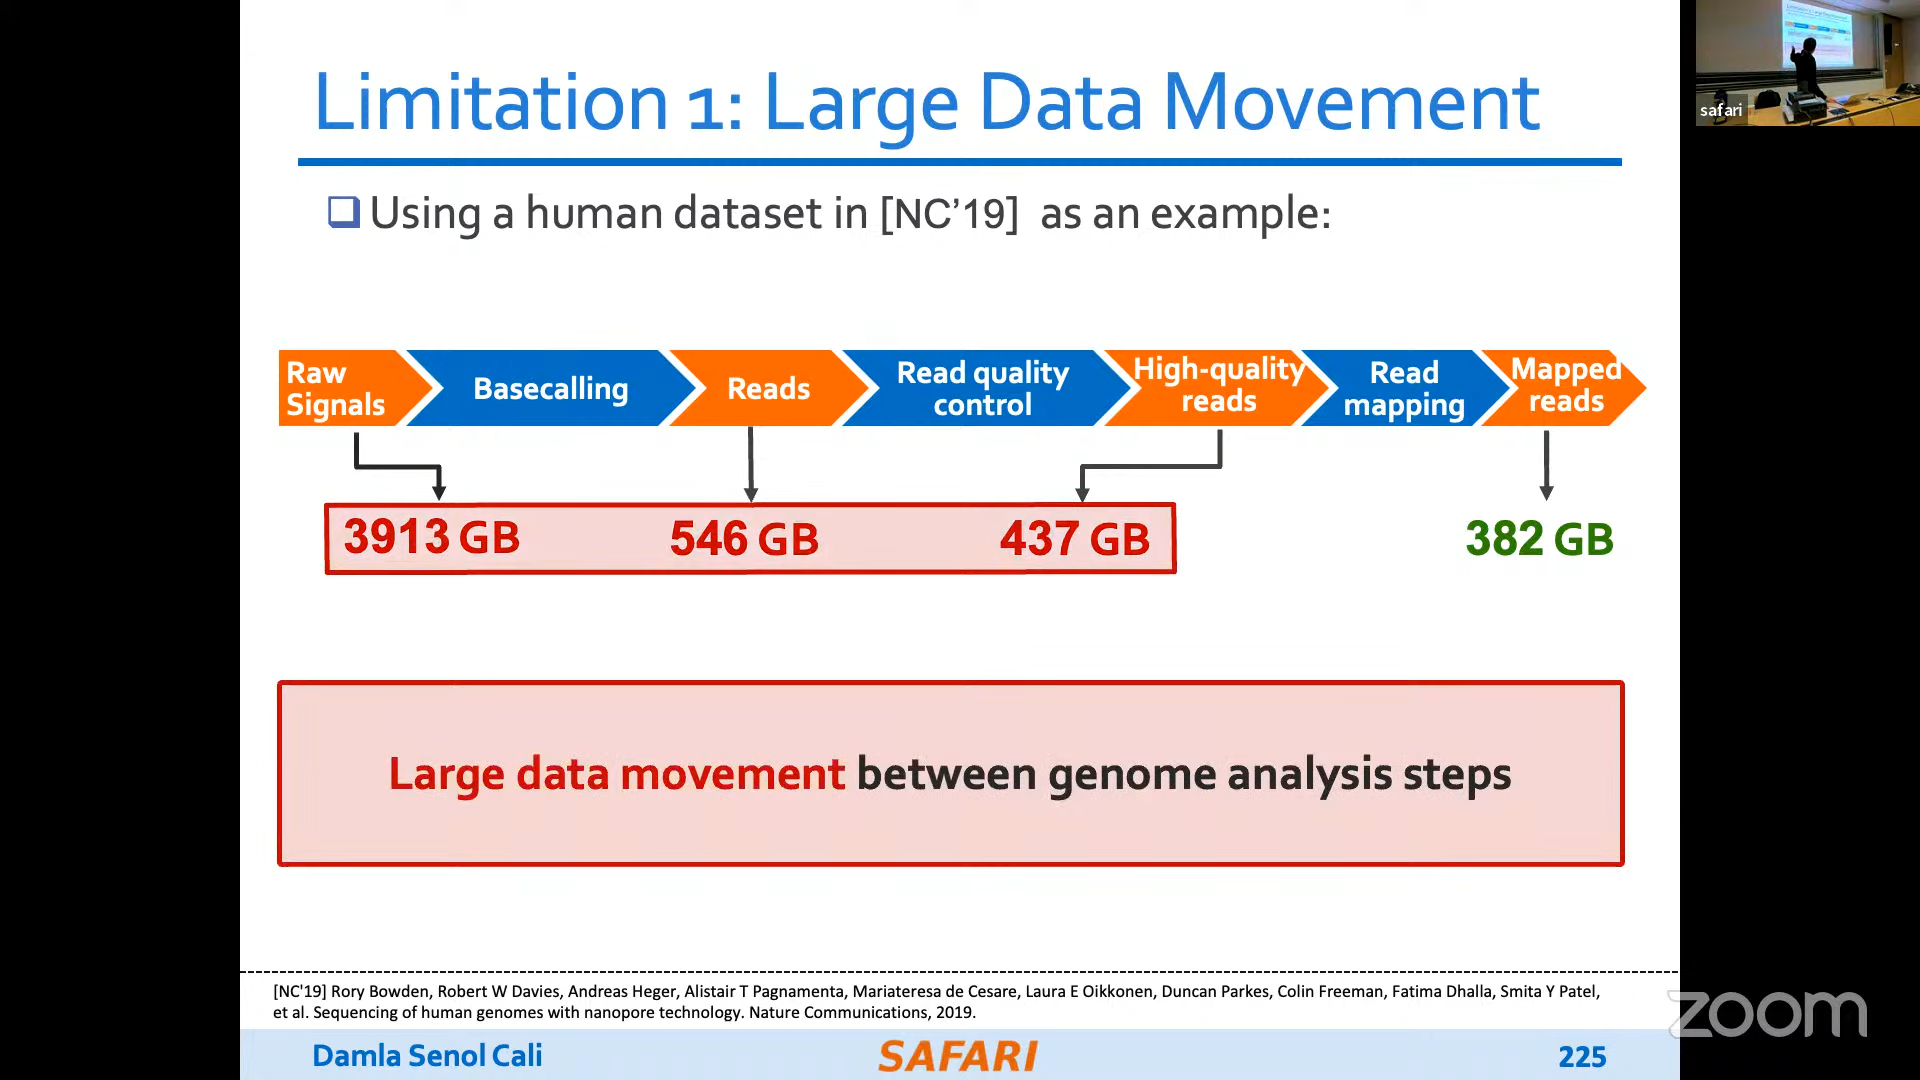 Limitation 1: Large Data Movement
safari
Using a human dataset in [NC’19] as an example:
Raw
Signals
Basecalling
Reads
Read quality
control
High-quality
reads
Read
mapping
Mapped
reads
3913 GB
546 GB
437 GB
382 GB
Large data movement between genome analysis steps
[NC'19] Rory Bowden, Robert W Davies, Andreas Heger, Alistair T Pagnamenta, Mariateresa de Cesare, Laura E Oikkonen, Duncan Parkes, Colin Freeman, Fatima Dhalla, Smita Y Patel,
et al. Sequencing of human genomes with nanopore technology. Nature Communications, 2019.
zoom
Damla Senol Cali
SAFARI
225